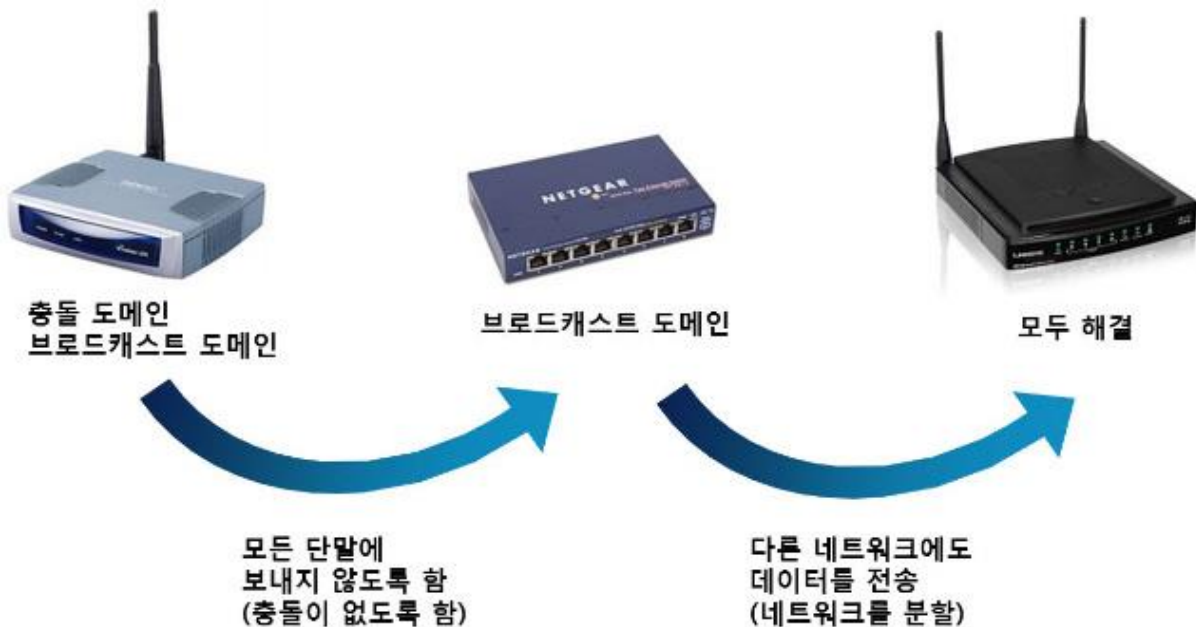 NETGEAR
NETGEAR
충돌 도메인
브로드캐스트 도메인
브로드캐스트 도메인
모두 해결
모든 단말에
보내지 않도록 함
(충돌이 없도록 함)
다른 네트워크에도
데이터를 전송
(네트워크를 분할)